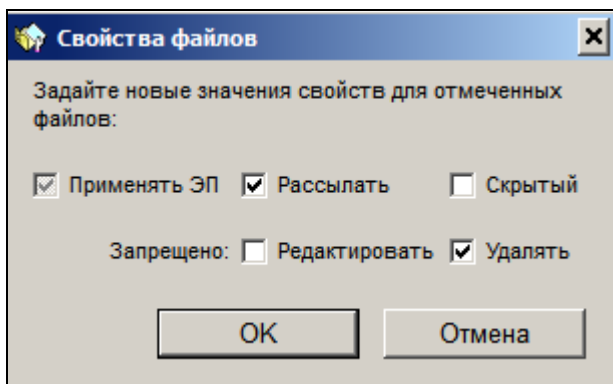 Свойства файлов
Задайте новые значения свойств для отмеченных
файлов:
Применять ЭП Рассылать Скрытый
Запрещено: Редактировать Удалять
OK Отмена